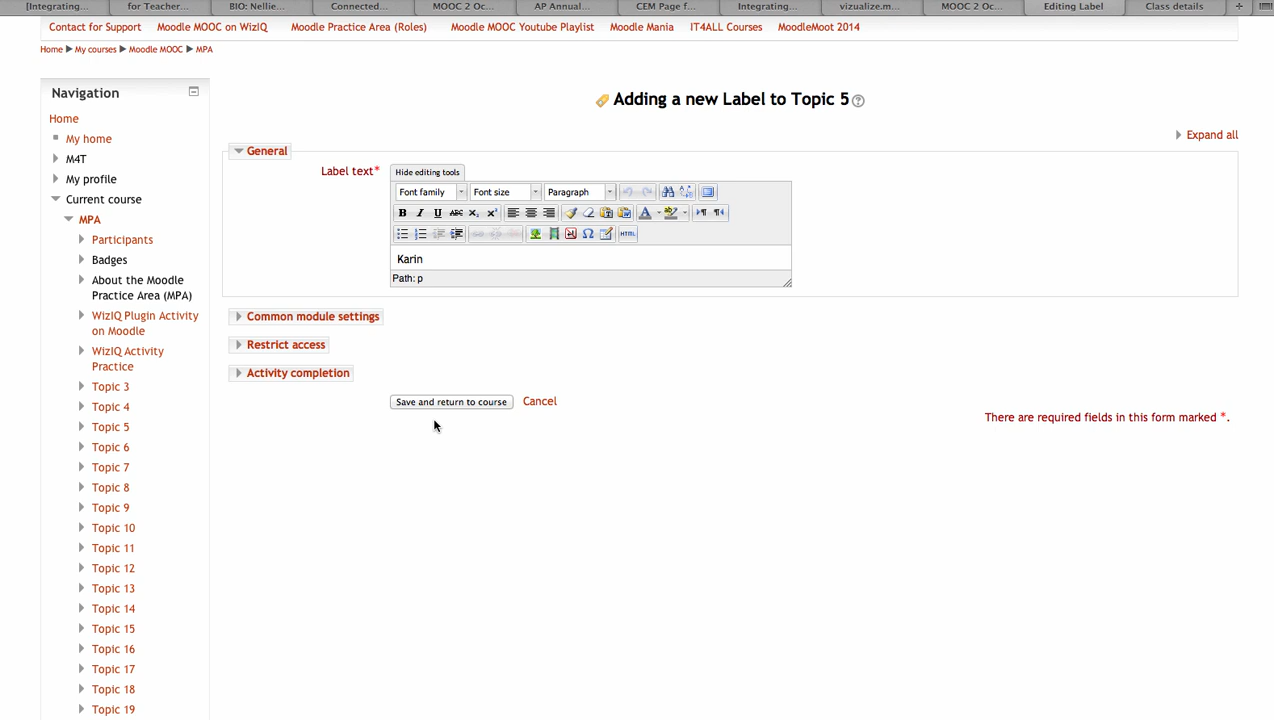 [Integrating... for Teacher... BIO: Nellie... Connected... MOOC 2 Oc... AP Annual... CEM Page f... Integrating... vizualize.m... MOOC 2 Oc... Editing Label Class details +
Contact for Support Moodle MOOC on WizIQ Moodle Practice Area (Roles) Moodle MOOC Youtube Playlist Moodle Mania IT4ALL Courses MoodleMoot 2014
Home ▶ My courses ▶ Moodle MOOC ▶ MPA
Navigation
Home
My home
M4T
My profile
Current course
MPA
Participants
Badges
About the Moodle
Practice Area (MPA)
WizIQ Plugin Activity
on Moodle
WizIQ Activity
Practice
Topic 3
Topic 4
Topic 5
Topic 6
Topic 7
Topic 8
Topic 9
Topic 10
Topic 11
Topic 12
Topic 13
Topic 14
Topic 15
Topic 16
Topic 17
Topic 18
Topic 19
Adding a new Label to Topic 5
Expand all
General
Label text*
Hide editing tools
Font family Font size Paragraph
B I U ABC X₂ X² A ab
Ω HTML
Karin
Path: p
Common module settings
Restrict access
Activity completion
Save and return to course Cancel
There are required fields in this form marked *.